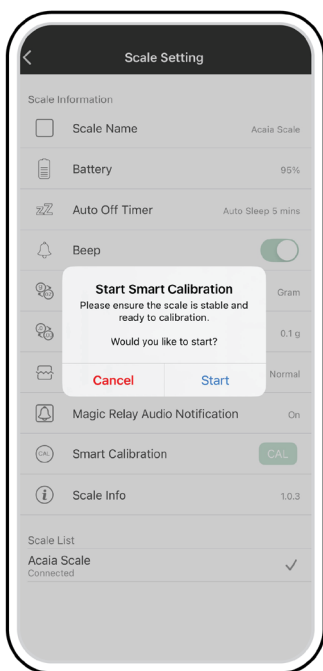 Scale Setting
Scale Information
Scale Name Acaia Scale
Battery 95%
zZ Auto Off Timer Auto Sleep 5 mins
Beep
Gram
0.1 g
Normal
Start Smart Calibration
Please ensure the scale is stable and
ready to calibration.
Would you like to start?
Cancel Start
Magic Relay Audio Notification On
CAL Smart Calibration CAL
i Scale Info 1.0.3
Scale List
Acaia Scale
Connected